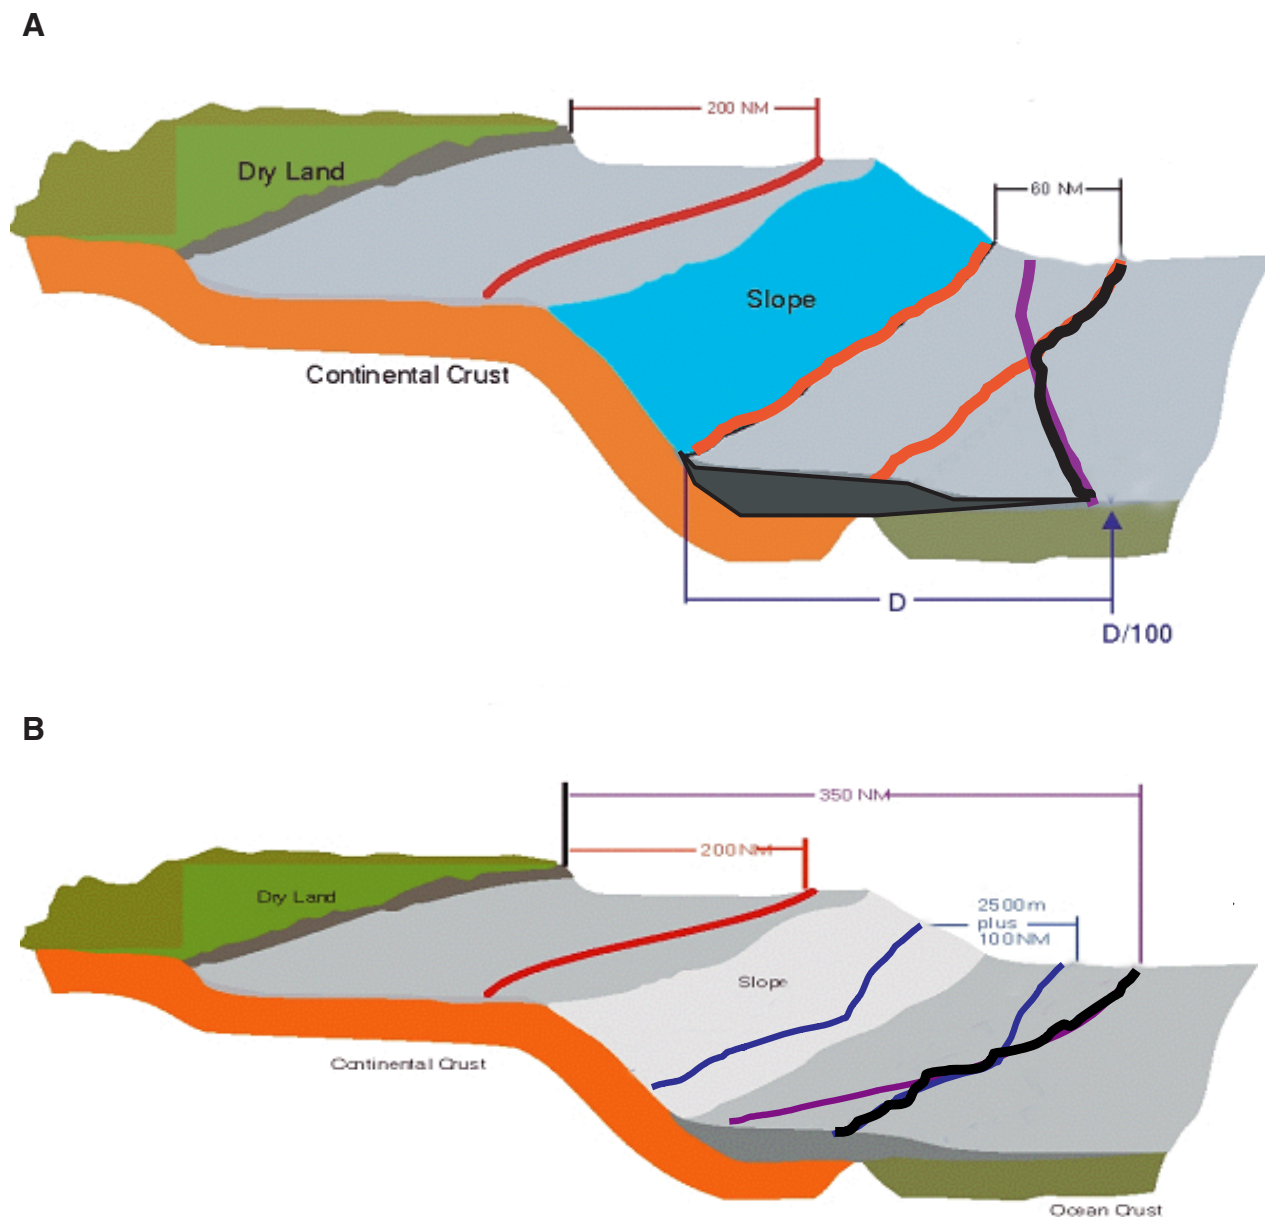 A
200 NM
Dry Land
60 NM
Slope
Continental Crust
D
D/100
B
350 NM
200 NM
Dry Land
2500m
plus
100NM
Slope
Continental Crust
Ocean Crust